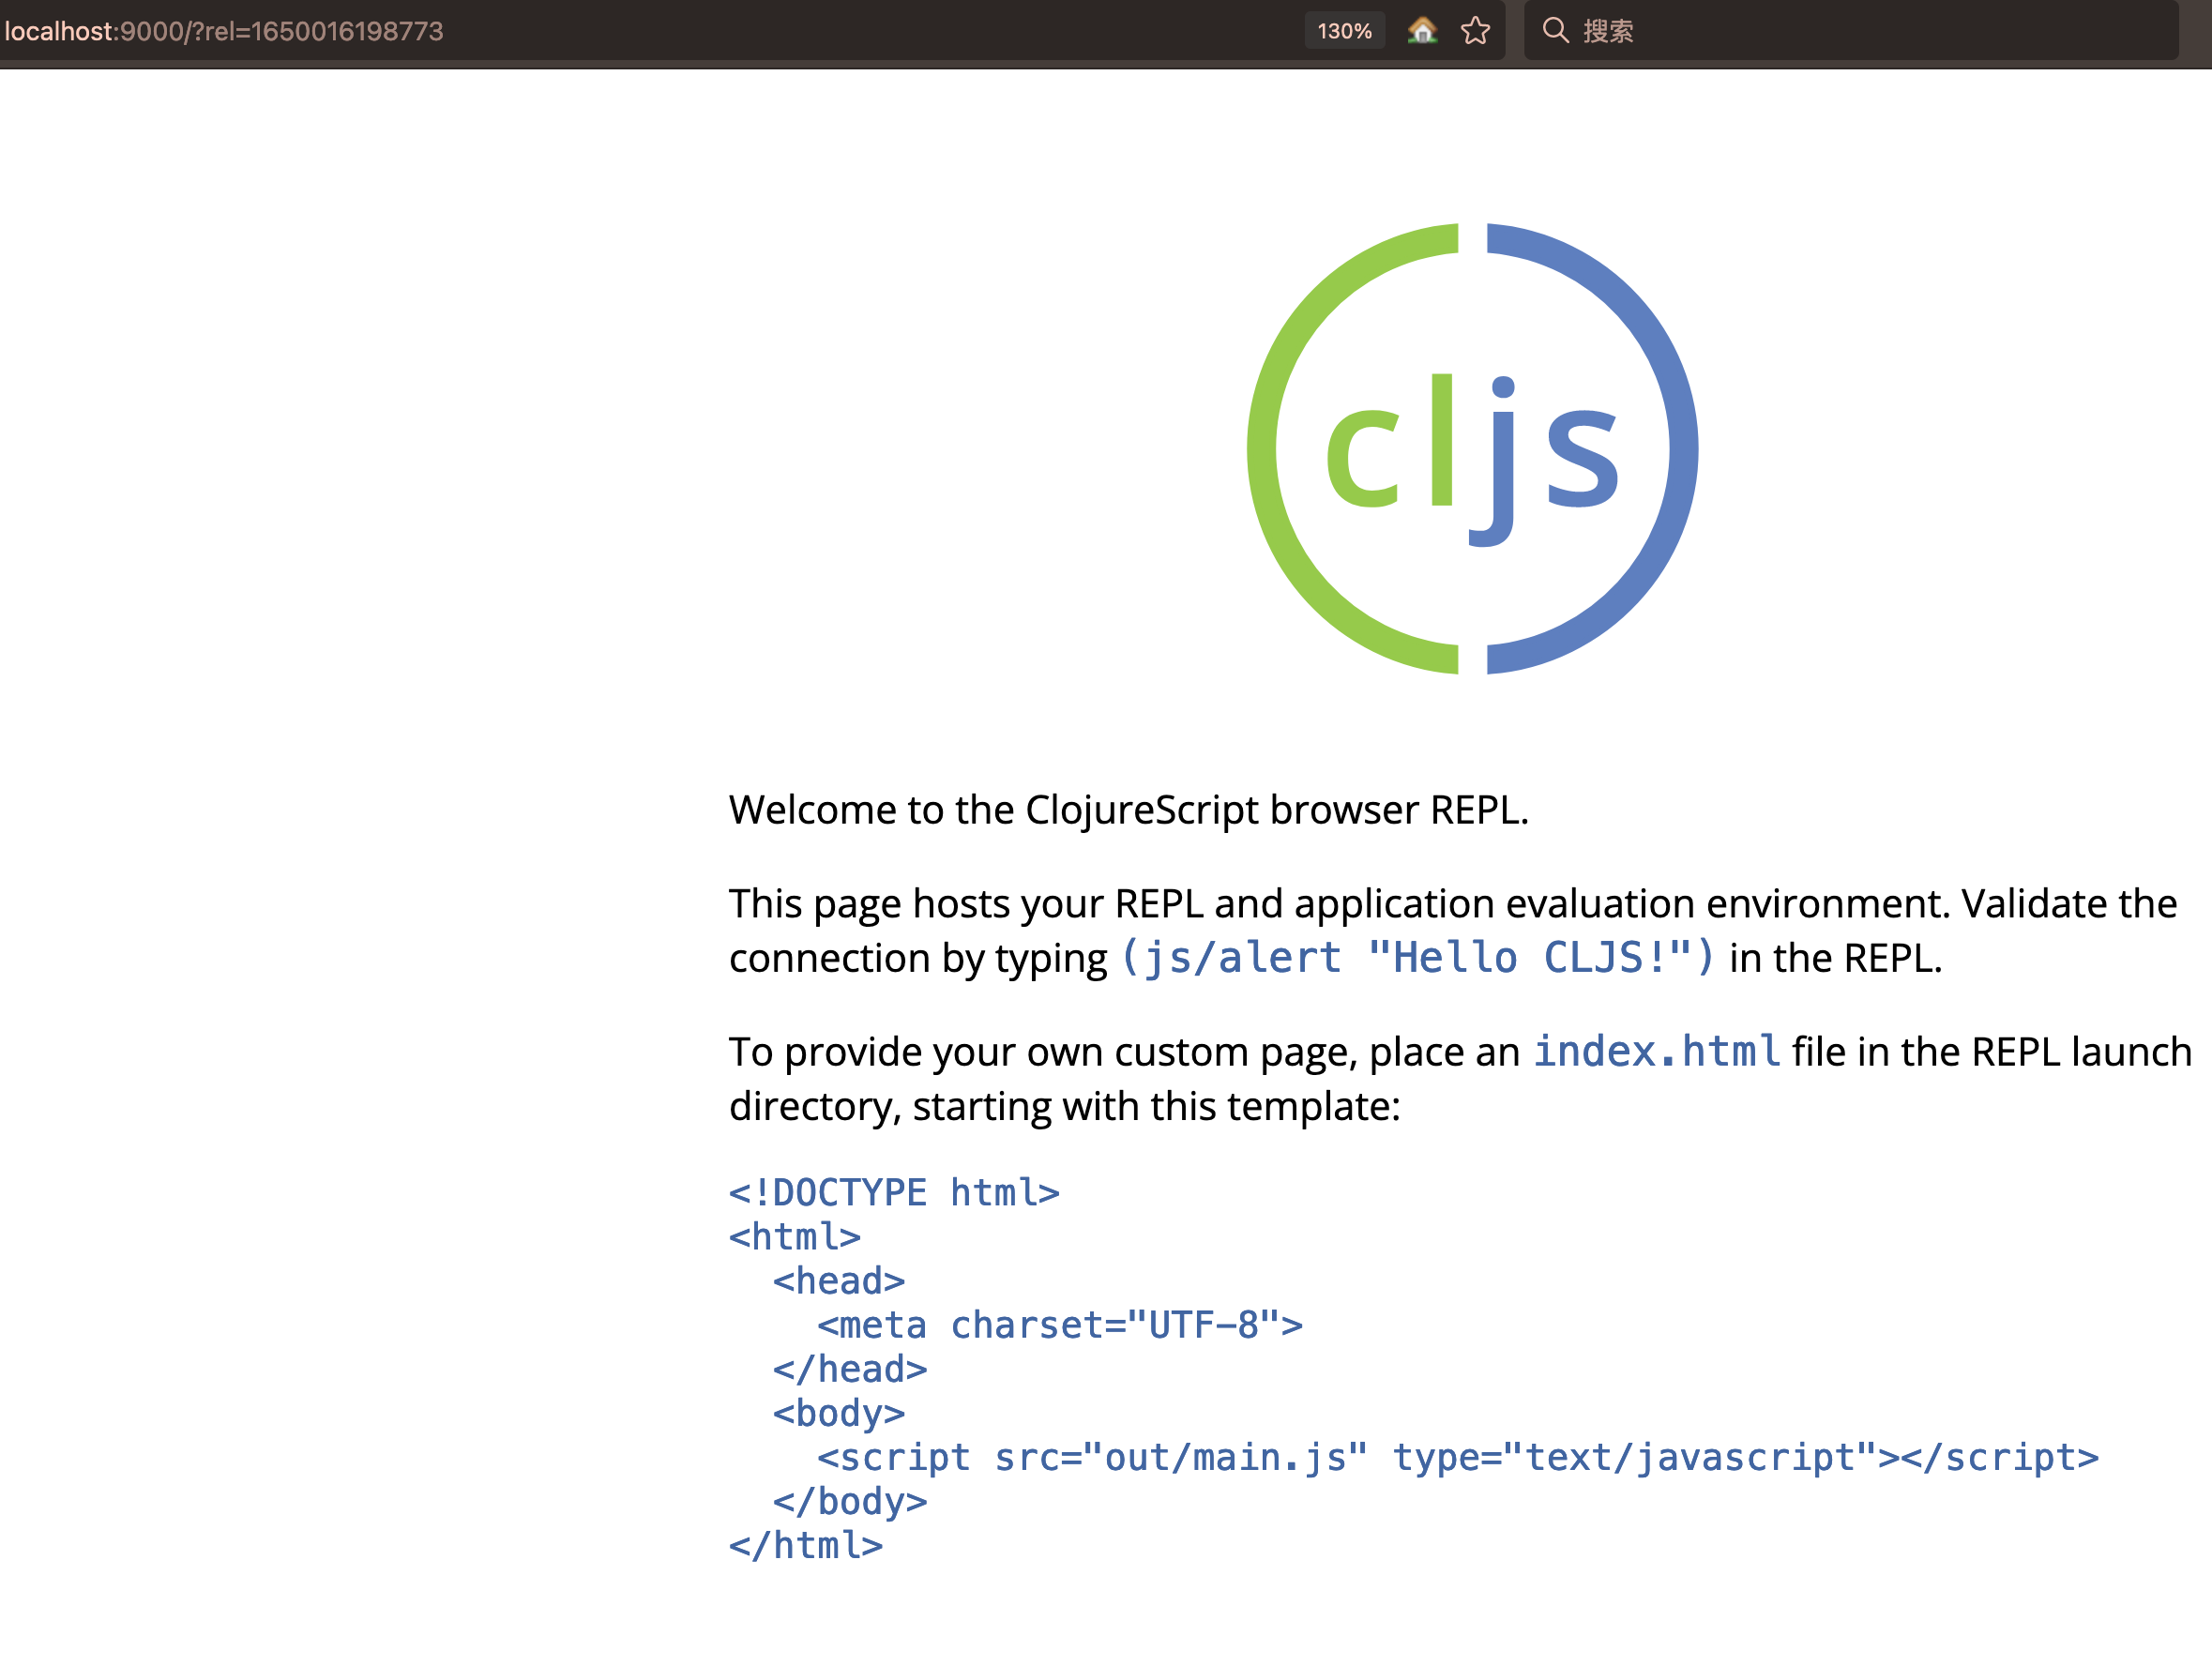 localhost:9000/?rel=1650016198773 130% 搜索
cljs
Welcome to the ClojureScript browser REPL.
This page hosts your REPL and application evaluation environment. Validate the
connection by typing (js/alert "Hello CLJS!") in the REPL.
To provide your own custom page, place an index.html file in the REPL launch
directory, starting with this template:
<!DOCTYPE html>
<html>
  <head>
    <meta charset="UTF-8">
  </head>
  <body>
    <script src="out/main.js" type="text/javascript"></script>
  </body>
</html>